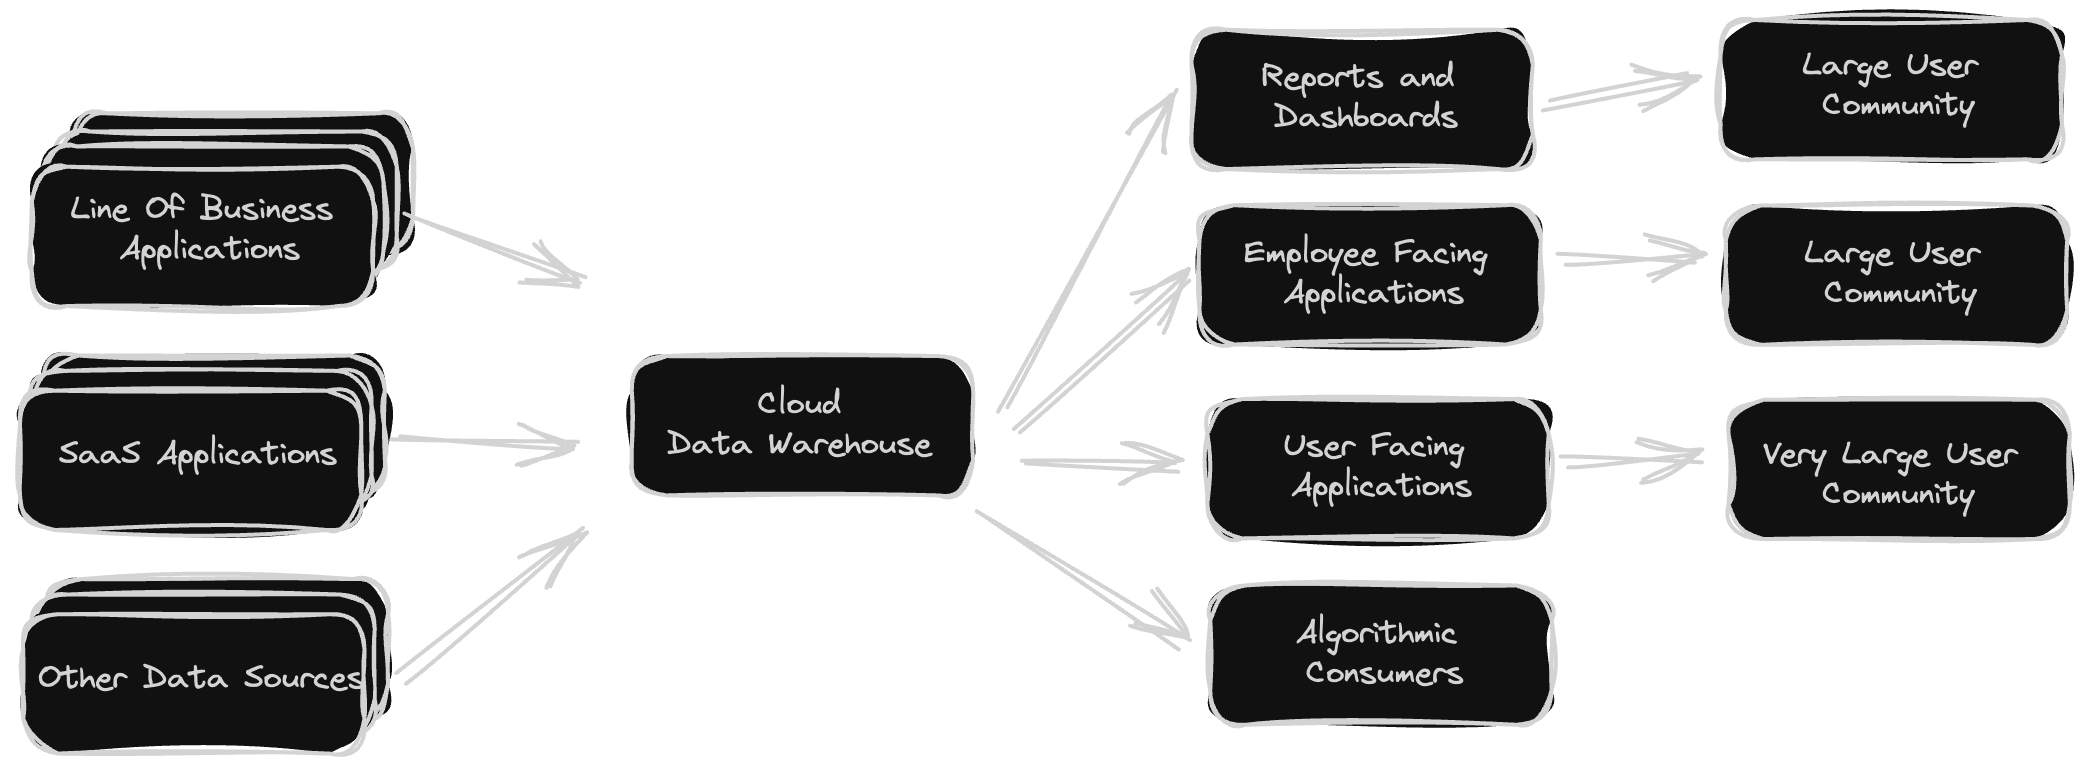 Line Of Business
Applications
SaaS Applications
Other Data Sources
Cloud
Data Warehouse
Reports and
Dashboards
Employee Facing
Applications
User Facing
Applications
Algorithmic
Consumers
Large User
Community
Large User
Community
Very Large User
Community